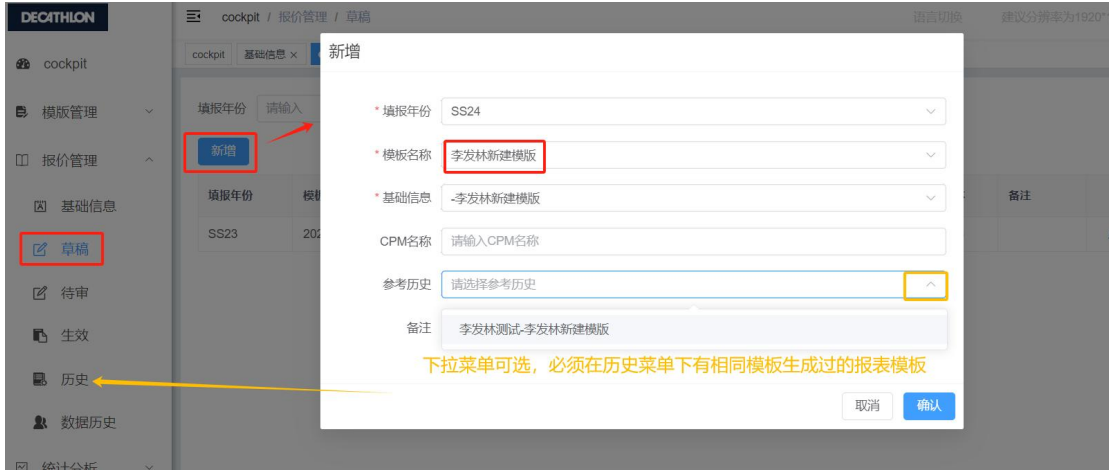 DECATHLON
cockpit / 报价管理 / 草稿
语言切换
建议分辨率为1920*
cockpit
基础信息 ×
新增
cockpit
模版管理
填报年份
请输入
* 填报年份
SS24
新增
* 模板名称
李发林新建模版
报价管理
填报年份
模板
* 基础信息
-李发林新建模版
备注
基础信息
SS23
202
CPM名称
请输入CPM名称
草稿
参考历史
请选择参考历史
待审
备注
李发林测试-李发林新建模版
生效
下拉菜单可选，必须在历史菜单下有相同模板生成过的报表模板
历史
取消
确认
数据历史
统计分析